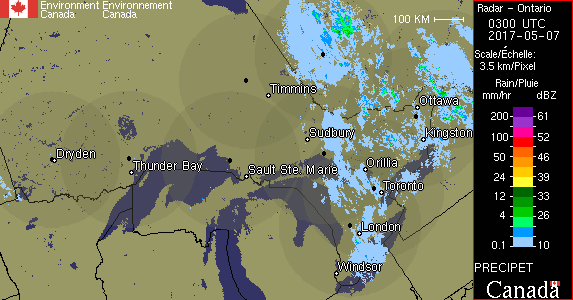 Environment Environnement
Canada Canada
100 KM
Timmins
Ottawa
Sudbury
Kingston
Dryden
Thunder Bay
Sault Ste. Marie
Orillia
Toronto
London
Windsor
Radar - Ontario
0300 UTC
2017-05-07
Scale/Échelle:
3.5 km/Pixel
Rain/Pluie
mm/hr dBZ
200 61
100 52
50 46
24 39
12 33
4 26
0.1 10
PRECIPET
Canada